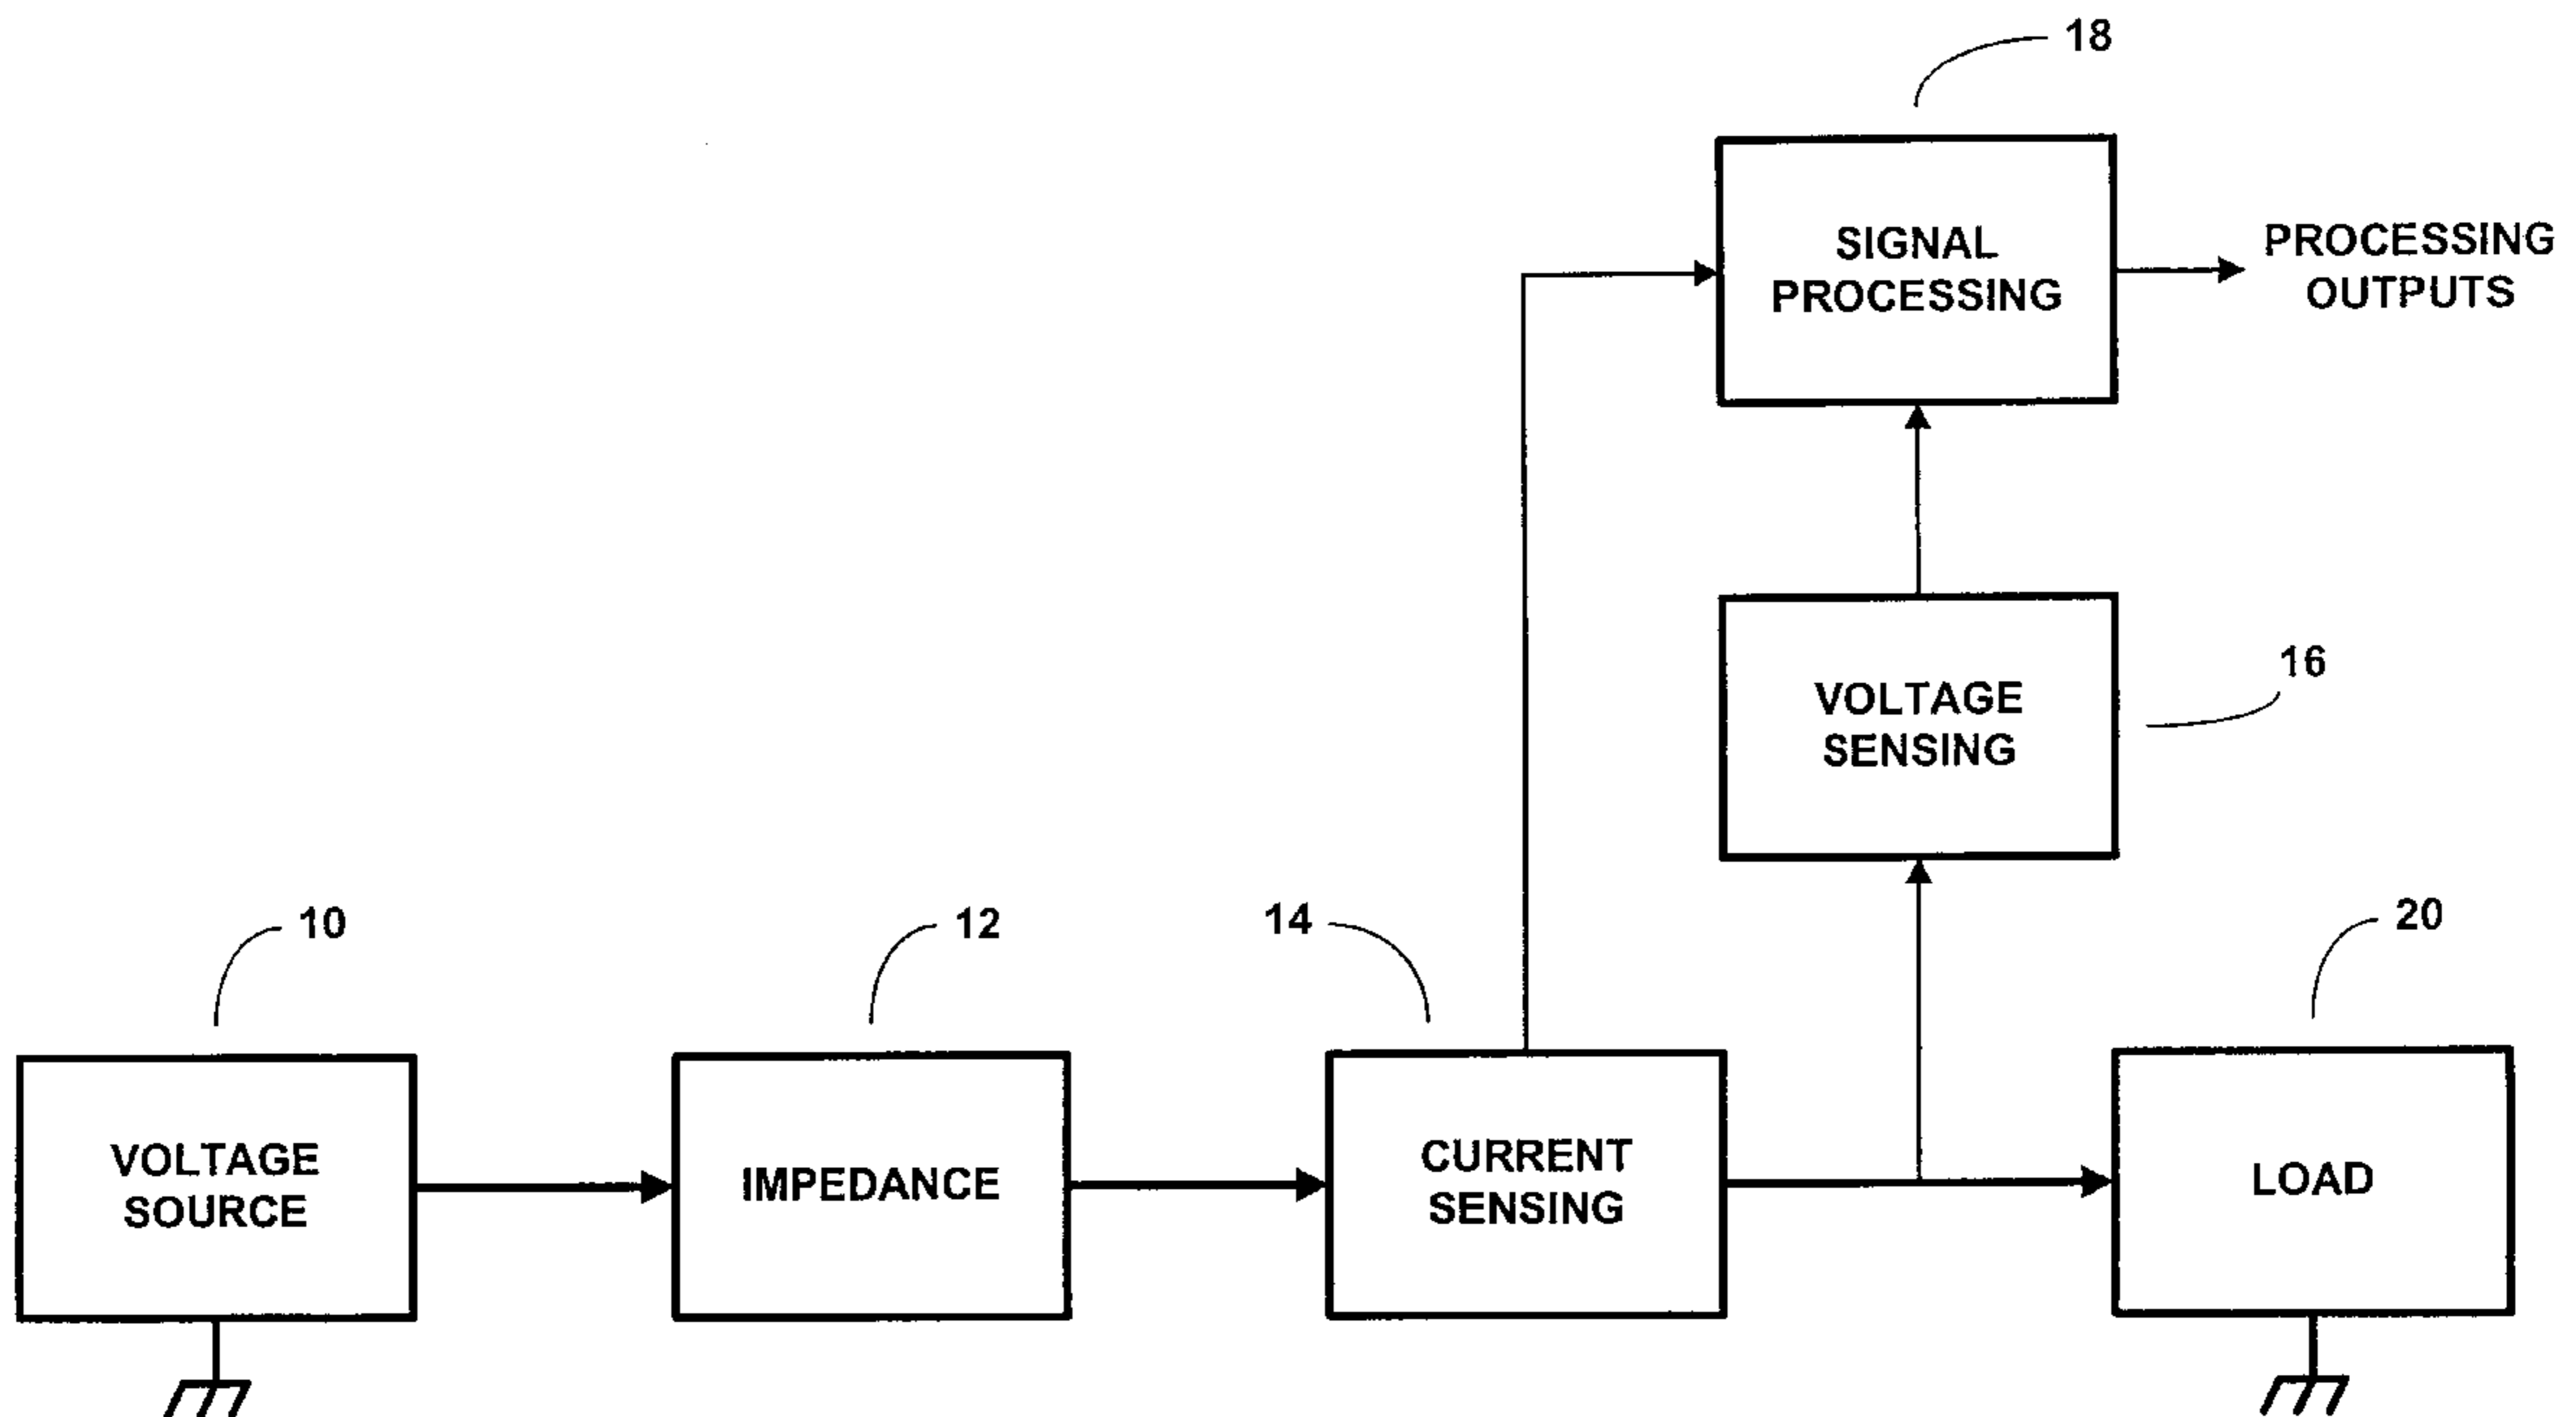 18
SIGNAL
PROCESSING
PROCESSING
OUTPUTS
16
VOLTAGE
SENSING
10
12
14
20
VOLTAGE
SOURCE
IMPEDANCE
CURRENT
SENSING
LOAD